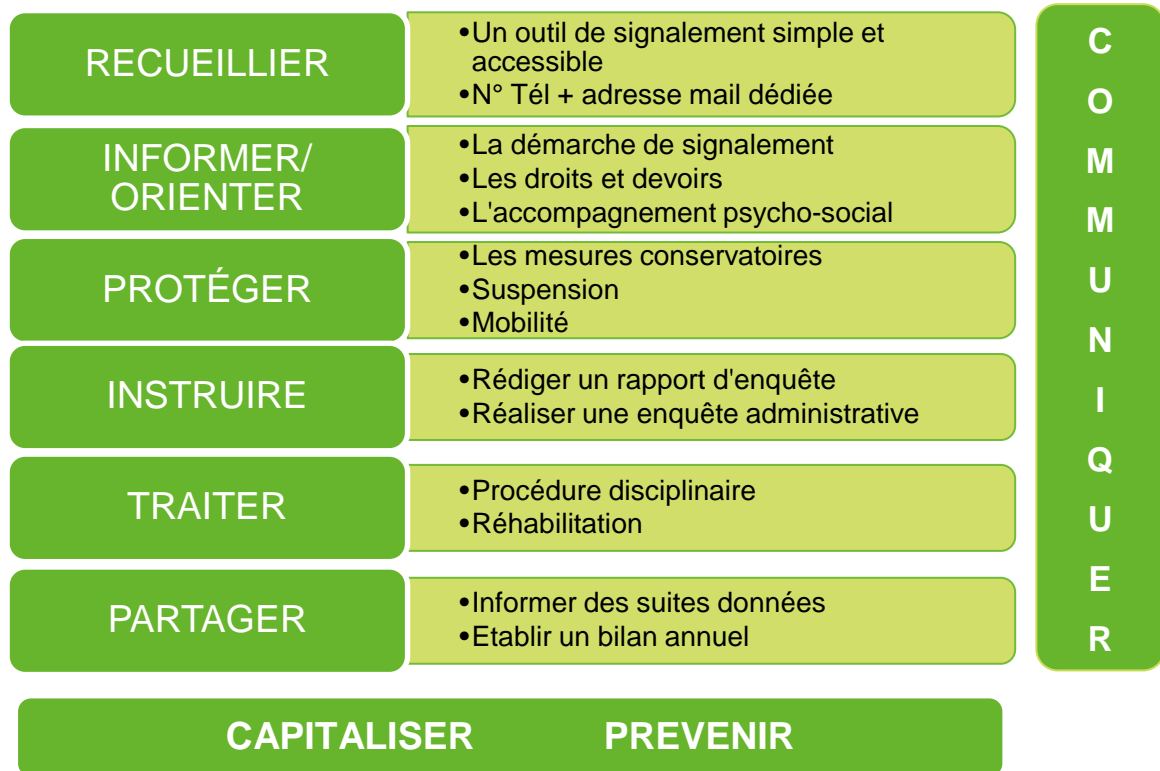 RECUEILLIER
•Un outil de signalement simple et
accessible
•N° Tél + adresse mail dédiée
INFORMER/
ORIENTER
•La démarche de signalement
•Les droits et devoirs
•L'accompagnement psycho-social
PROTÉGER
•Les mesures conservatoires
•Suspension
•Mobilité
INSTRUIRE
•Rédiger un rapport d'enquête
•Réaliser une enquête administrative
TRAITER
•Procédure disciplinaire
•Réhabilitation
PARTAGER
•Informer des suites données
•Etablir un bilan annuel
CAPITALISER PREVENIR
C
O
M
M
U
N
I
Q
U
E
R